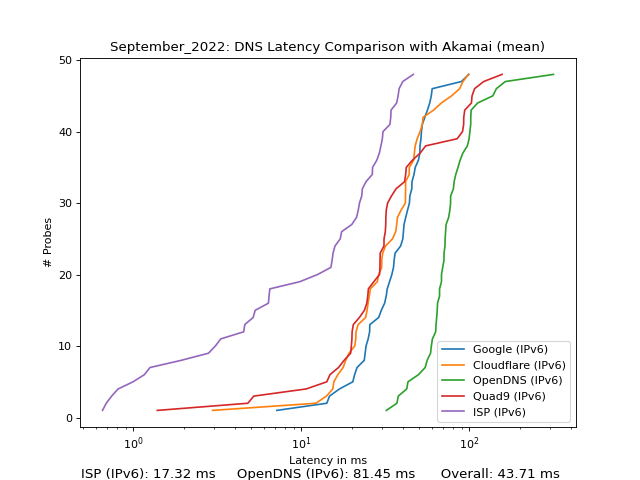 September_2022: DNS Latency Comparison with Akamai (mean)
50
40
30
20
10
0
# Probes
Google (IPv6)
Cloudflare (IPv6)
OpenDNS (IPv6)
Quad9 (IPv6)
ISP (IPv6)
10^0 10^1 10^2
Latency in ms
ISP (IPv6): 17.32 ms OpenDNS (IPv6): 81.45 ms Overall: 43.71 ms